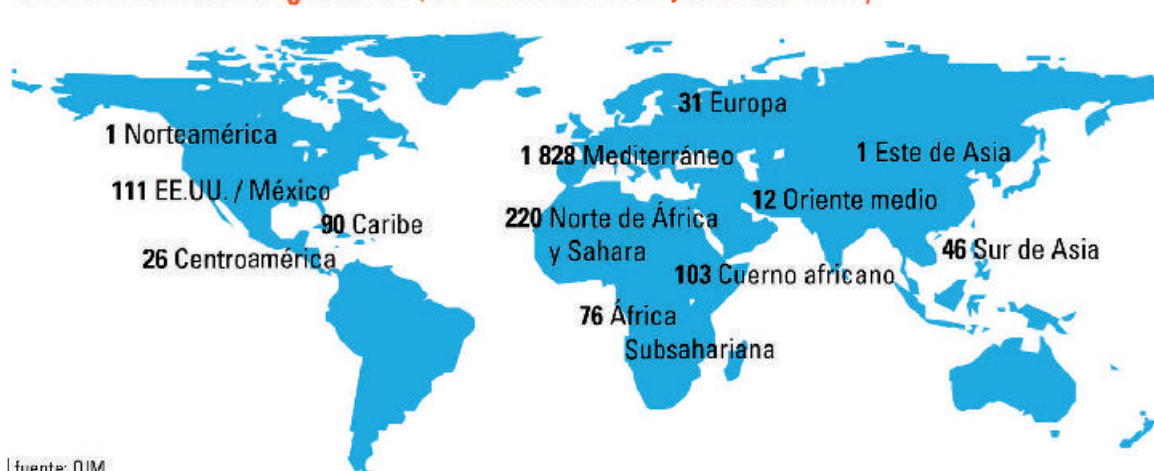 31 Europa
1 Norteamérica
1 828 Mediterráneo
1 Este de Asia
111 EE.UU. / México
12 Oriente medio
90 Caribe
220 Norte de África
y Sahara
26 Centroamérica
46 Sur de Asia
103 Cuerno africano
76 África
Subsahariana
fuente: OIM